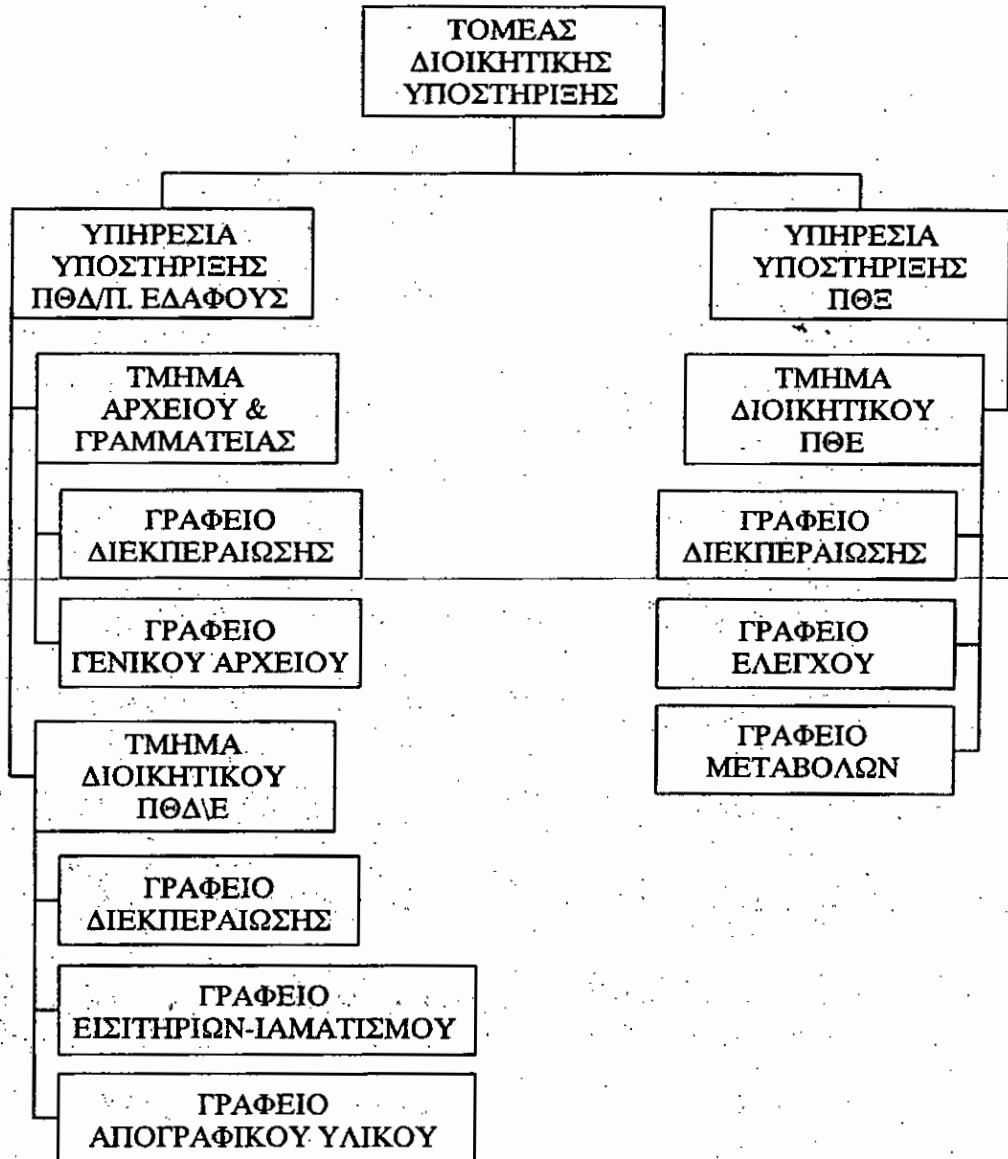 ΤΟΜΕΑΣ
ΔΙΟΙΚΗΤΙΚΗΣ
ΥΠΟΣΤΗΡΙΞΗΣ
ΥΠΗΡΕΣΙΑ
ΥΠΟΣΤΗΡΙΞΗΣ
ΠΘΔ/Π. ΕΔΑΦΟΥΣ
ΤΜΗΜΑ
ΑΡΧΕΙΟΥ &
ΓΡΑΜΜΑΤΕΙΑΣ
ΓΡΑΦΕΙΟ
ΔΙΕΚΠΕΡΑΙΩΣΗΣ
ΓΡΑΦΕΙΟ
ΓΕΝΙΚΟΥ ΑΡΧΕΙΟΥ
ΤΜΗΜΑ
ΔΙΟΙΚΗΤΙΚΟΥ
ΠΘΔ\Ε
ΓΡΑΦΕΙΟ
ΔΙΕΚΠΕΡΑΙΩΣΗΣ
ΓΡΑΦΕΙΟ
ΕΙΣΙΤΗΡΙΩΝ-ΙΑΜΑΤΙΣΜΟΥ
ΓΡΑΦΕΙΟ
ΑΠΟΓΡΑΦΙΚΟΥ ΥΛΙΚΟΥ
ΥΠΗΡΕΣΙΑ
ΥΠΟΣΤΗΡΙΞΗΣ
ΠΘΞ
ΤΜΗΜΑ
ΔΙΟΙΚΗΤΙΚΟΥ
ΠΘΕ
ΓΡΑΦΕΙΟ
ΔΙΕΚΠΕΡΑΙΩΣΗΣ
ΓΡΑΦΕΙΟ
ΕΛΕΓΧΟΥ
ΓΡΑΦΕΙΟ
ΜΕΤΑΒΟΛΩΝ